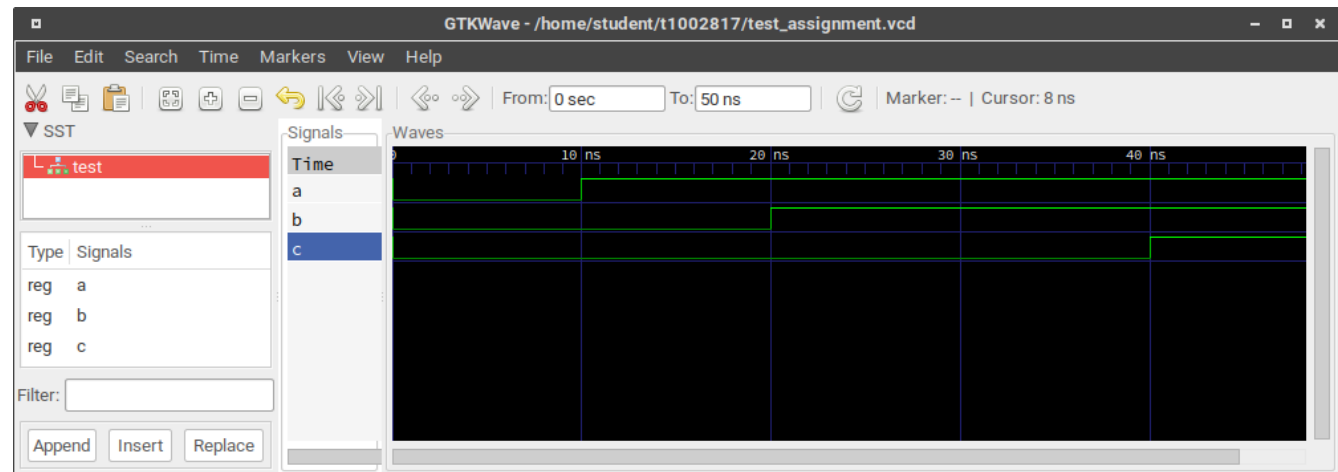 GTKWave - /home/student/t1002817/test_assignment.vcd
File Edit Search Time Markers View Help
From: 0 sec To: 50 ns Marker: -- | Cursor: 8 ns
SST
test
Type Signals
reg a
reg b
reg c
Filter:
Append Insert Replace
Signals
Time
a
b
c
Waves
0 10 ns 20 ns 30 ns 40 ns